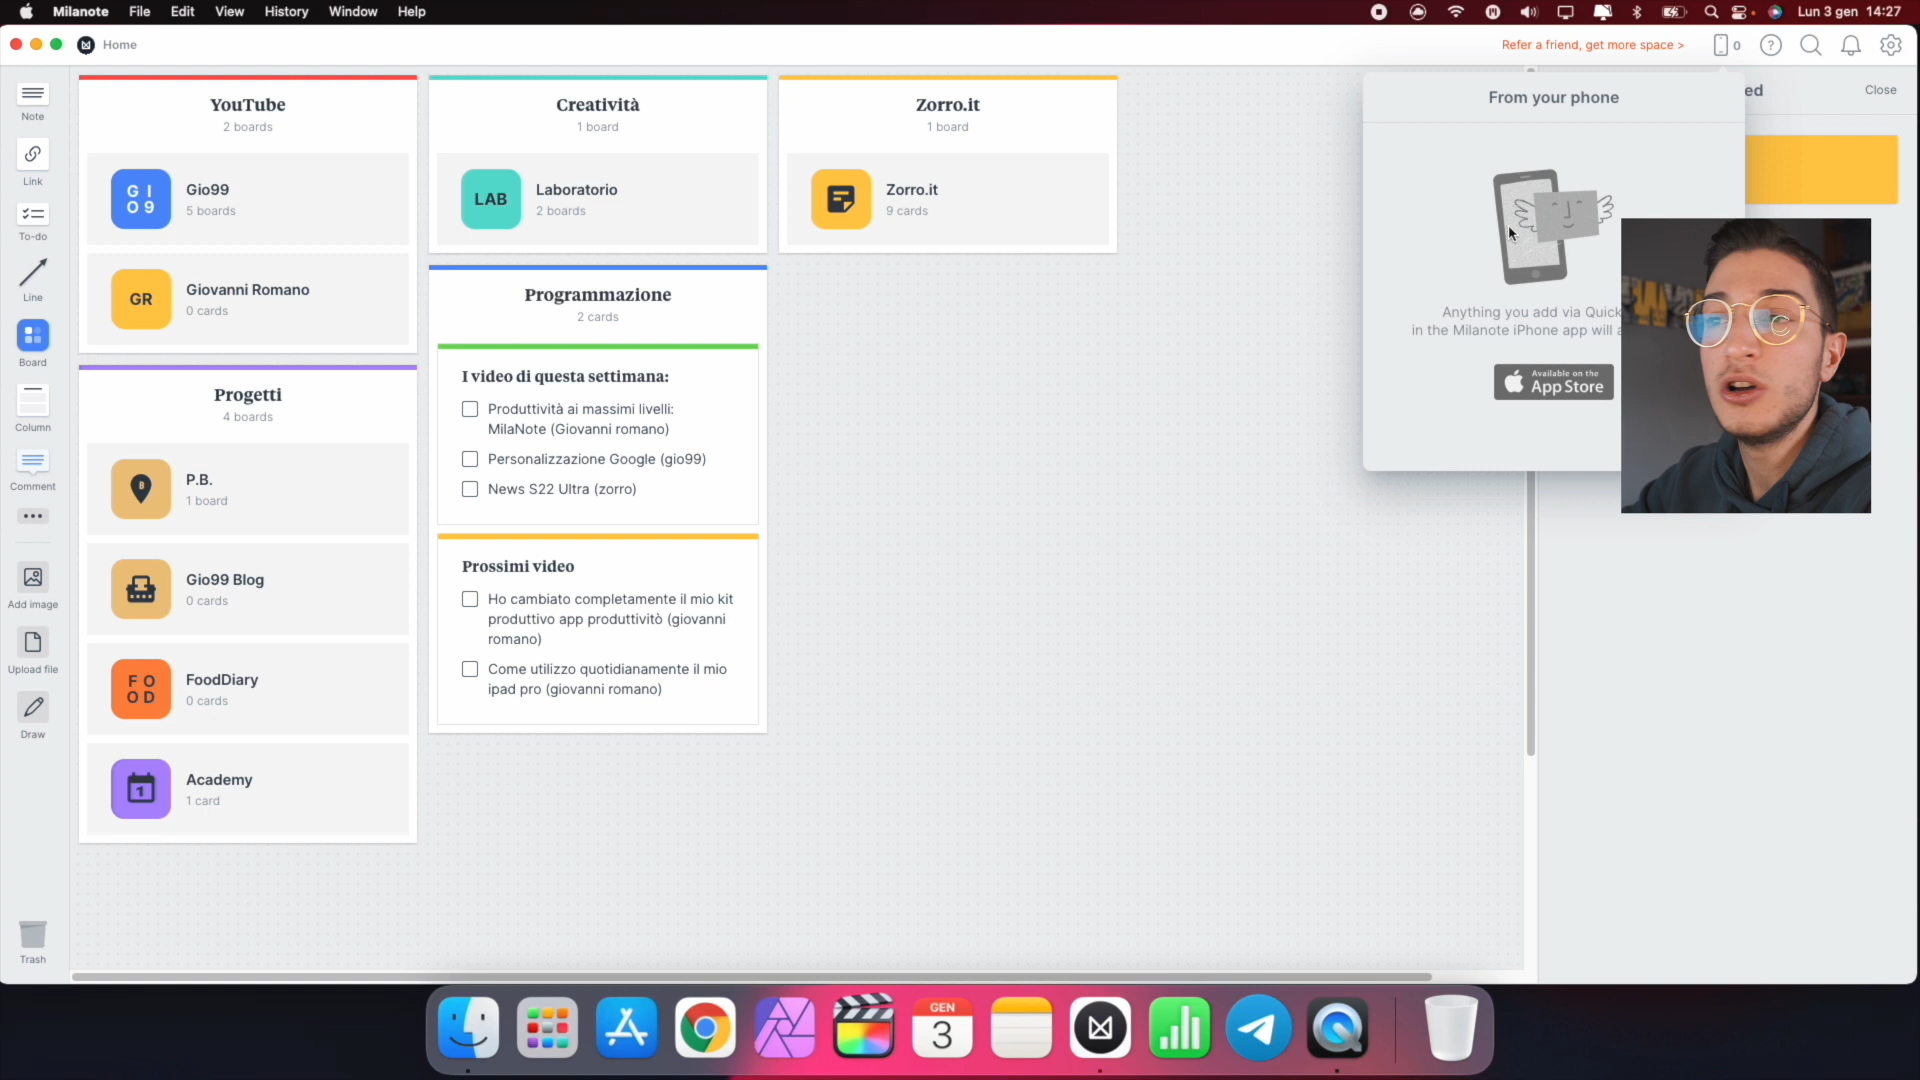 Milanote File Edit View History Window Help
Lun 3 gen 14:27
Home
Refer a friend, get more space >
0
?
Note
Link
To-do
Line
Board
Column
Comment
Add image
Upload file
Draw
Trash
YouTube
2 boards
GI
O9
Gio99
5 boards
GR
Giovanni Romano
0 cards
Progetti
4 boards
B
P.B.
1 board
Gio99 Blog
0 cards
FO
OD
FoodDiary
0 cards
1
Academy
1 card
Creatività
1 board
LAB
Laboratorio
2 boards
Programmazione
2 cards
I video di questa settimana:
Produttività ai massimi livelli:
MilaNote (Giovanni romano)
Personalizzazione Google (gio99)
News S22 Ultra (zorro)
Prossimi video
Ho cambiato completamente il mio kit
produttivo app produttività (giovanni
romano)
Come utilizzo quotidianamente il mio
ipad pro (giovanni romano)
Zorro.it
1 board
Zorro.it
9 cards
From your phone
Anything you add via Quick
in the Milanote iPhone app will a
Available on the
App Store
ed
Close
GEN
3